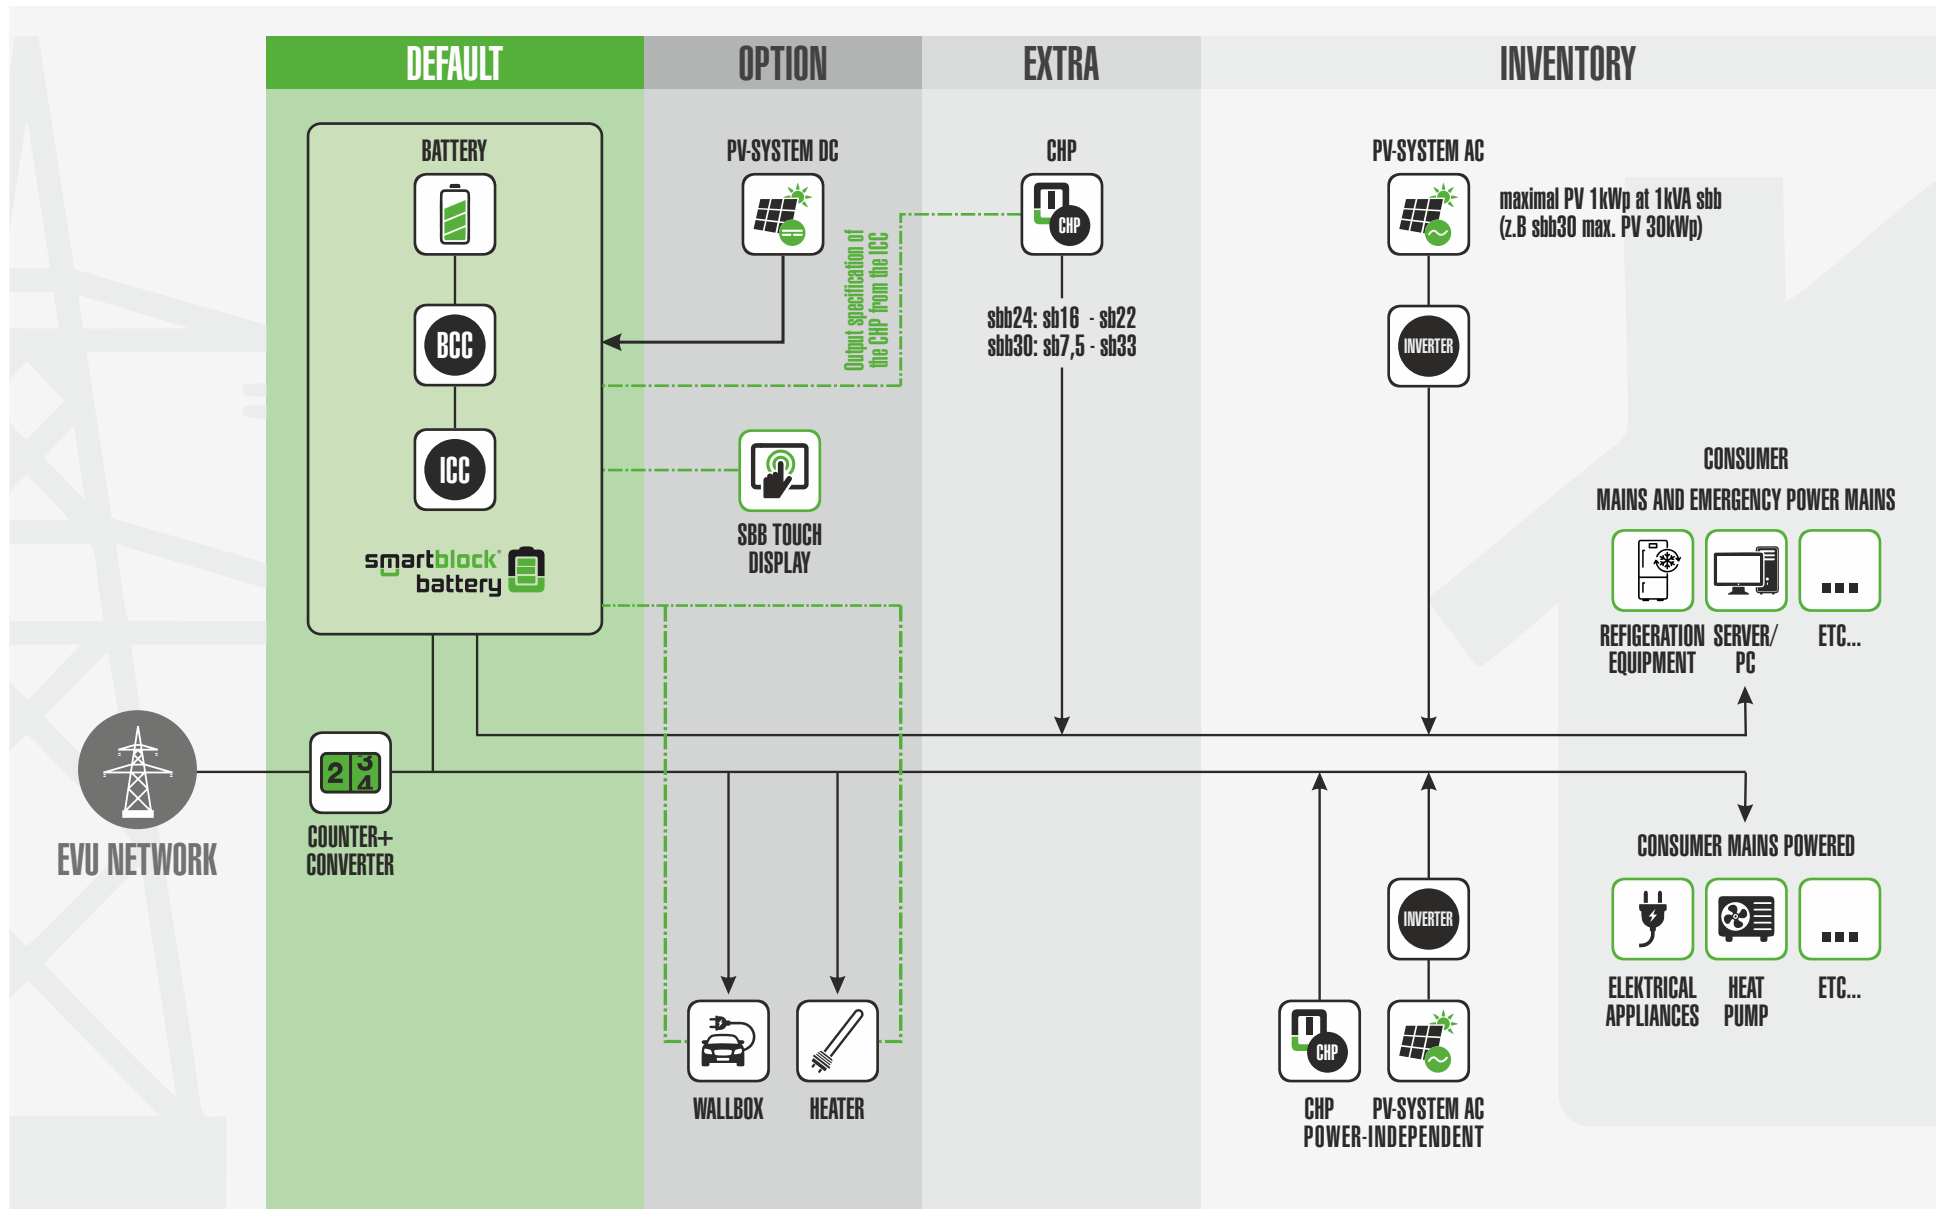 DEFAULT
OPTION
EXTRA
INVENTORY
BATTERY
BCC
ICC
smartblock®
battery
PV-SYSTEM DC
Output specification of
the CHP from the ICC
SBB TOUCH
DISPLAY
CHP
CHP
sbb24: sb16 - sb22
sbb30: sb7,5 - sb33
PV-SYSTEM AC
maximal PV 1kWp at 1kVA sbb
(z.B sbb30 max. PV 30kWp)
INVERTER
CONSUMER
MAINS AND EMERGENCY POWER MAINS
...
REFIGERATION
EQUIPMENT
SERVER/
PC
ETC...
EVU NETWORK
2 3
4
COUNTER+
CONVERTER
WALLBOX
HEATER
INVERTER
CHP
CHP
PV-SYSTEM AC
POWER-INDEPENDENT
CONSUMER MAINS POWERED
...
ELEKTRICAL
APPLIANCES
HEAT
PUMP
ETC...